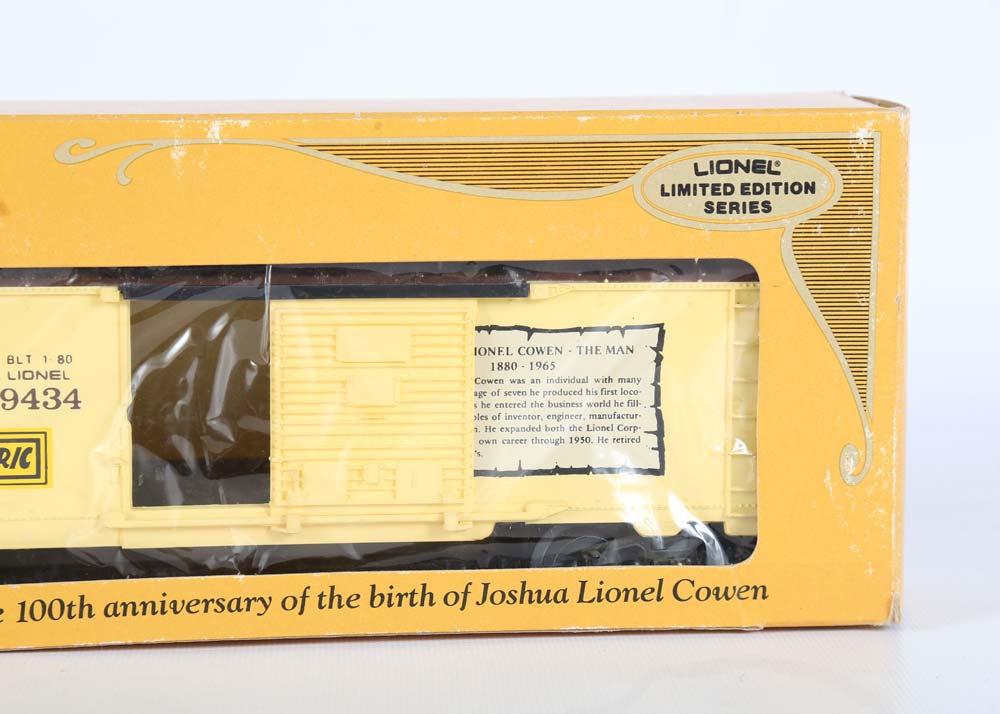 LIONEL®
LIMITED EDITION
SERIES
BLT 1-80
LIONEL
9434
RIC
IONEL COWEN - THE MAN
1880 - 1965
Cowen was an individual with many
age of seven he produced his first loco-
s he entered the business world he fill-
oles of inventor, engineer, manufactur-
n. He expanded both the Lionel Corp-
own career through 1950. He retired
's.
e 100th anniversary of the birth of Joshua Lionel Cowen